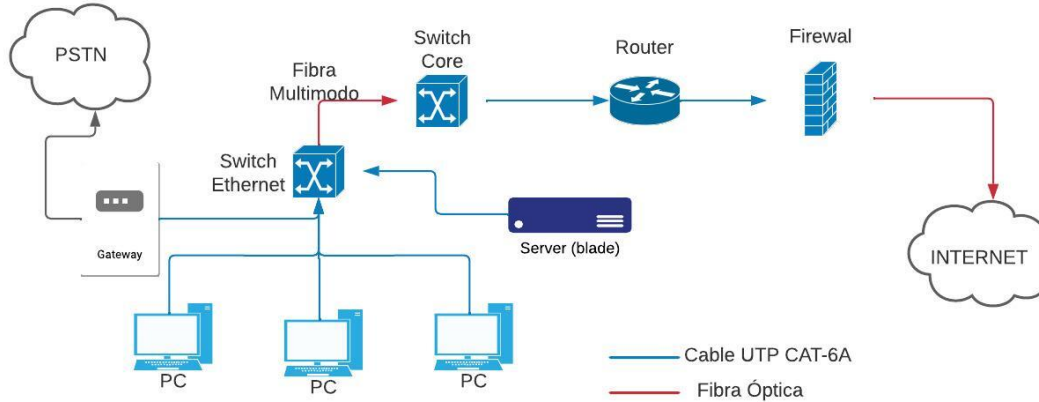 PSTN
Fibra
Multimodo
Switch
Core
Router
Firewal
Switch
Ethernet
Gateway
Server (blade)
INTERNET
PC
PC
PC
Cable UTP CAT-6A
Fibra Óptica